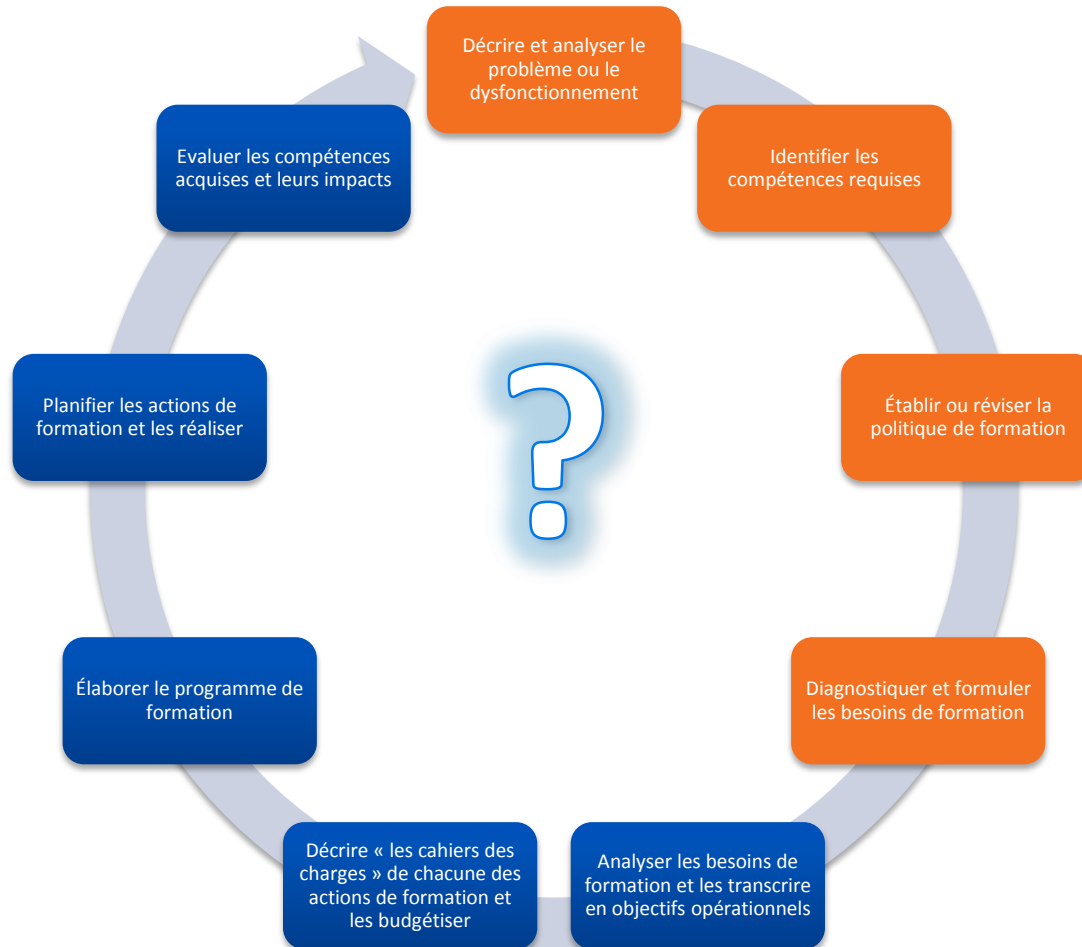 Décrire et analyser le
problème ou le
dysfonctionnement
Identifier les
compétences requises
Établir ou réviser la
politique de formation
Diagnostiquer et formuler
les besoins de formation
Analyser les besoins de
formation et les transcrire
en objectifs opérationnels
Décrire « les cahiers des
charges » de chacune des
actions de formation et
les budgétiser
Élaborer le programme de
formation
Planifier les actions de
formation et les réaliser
Evaluer les compétences
acquises et leurs impacts
?